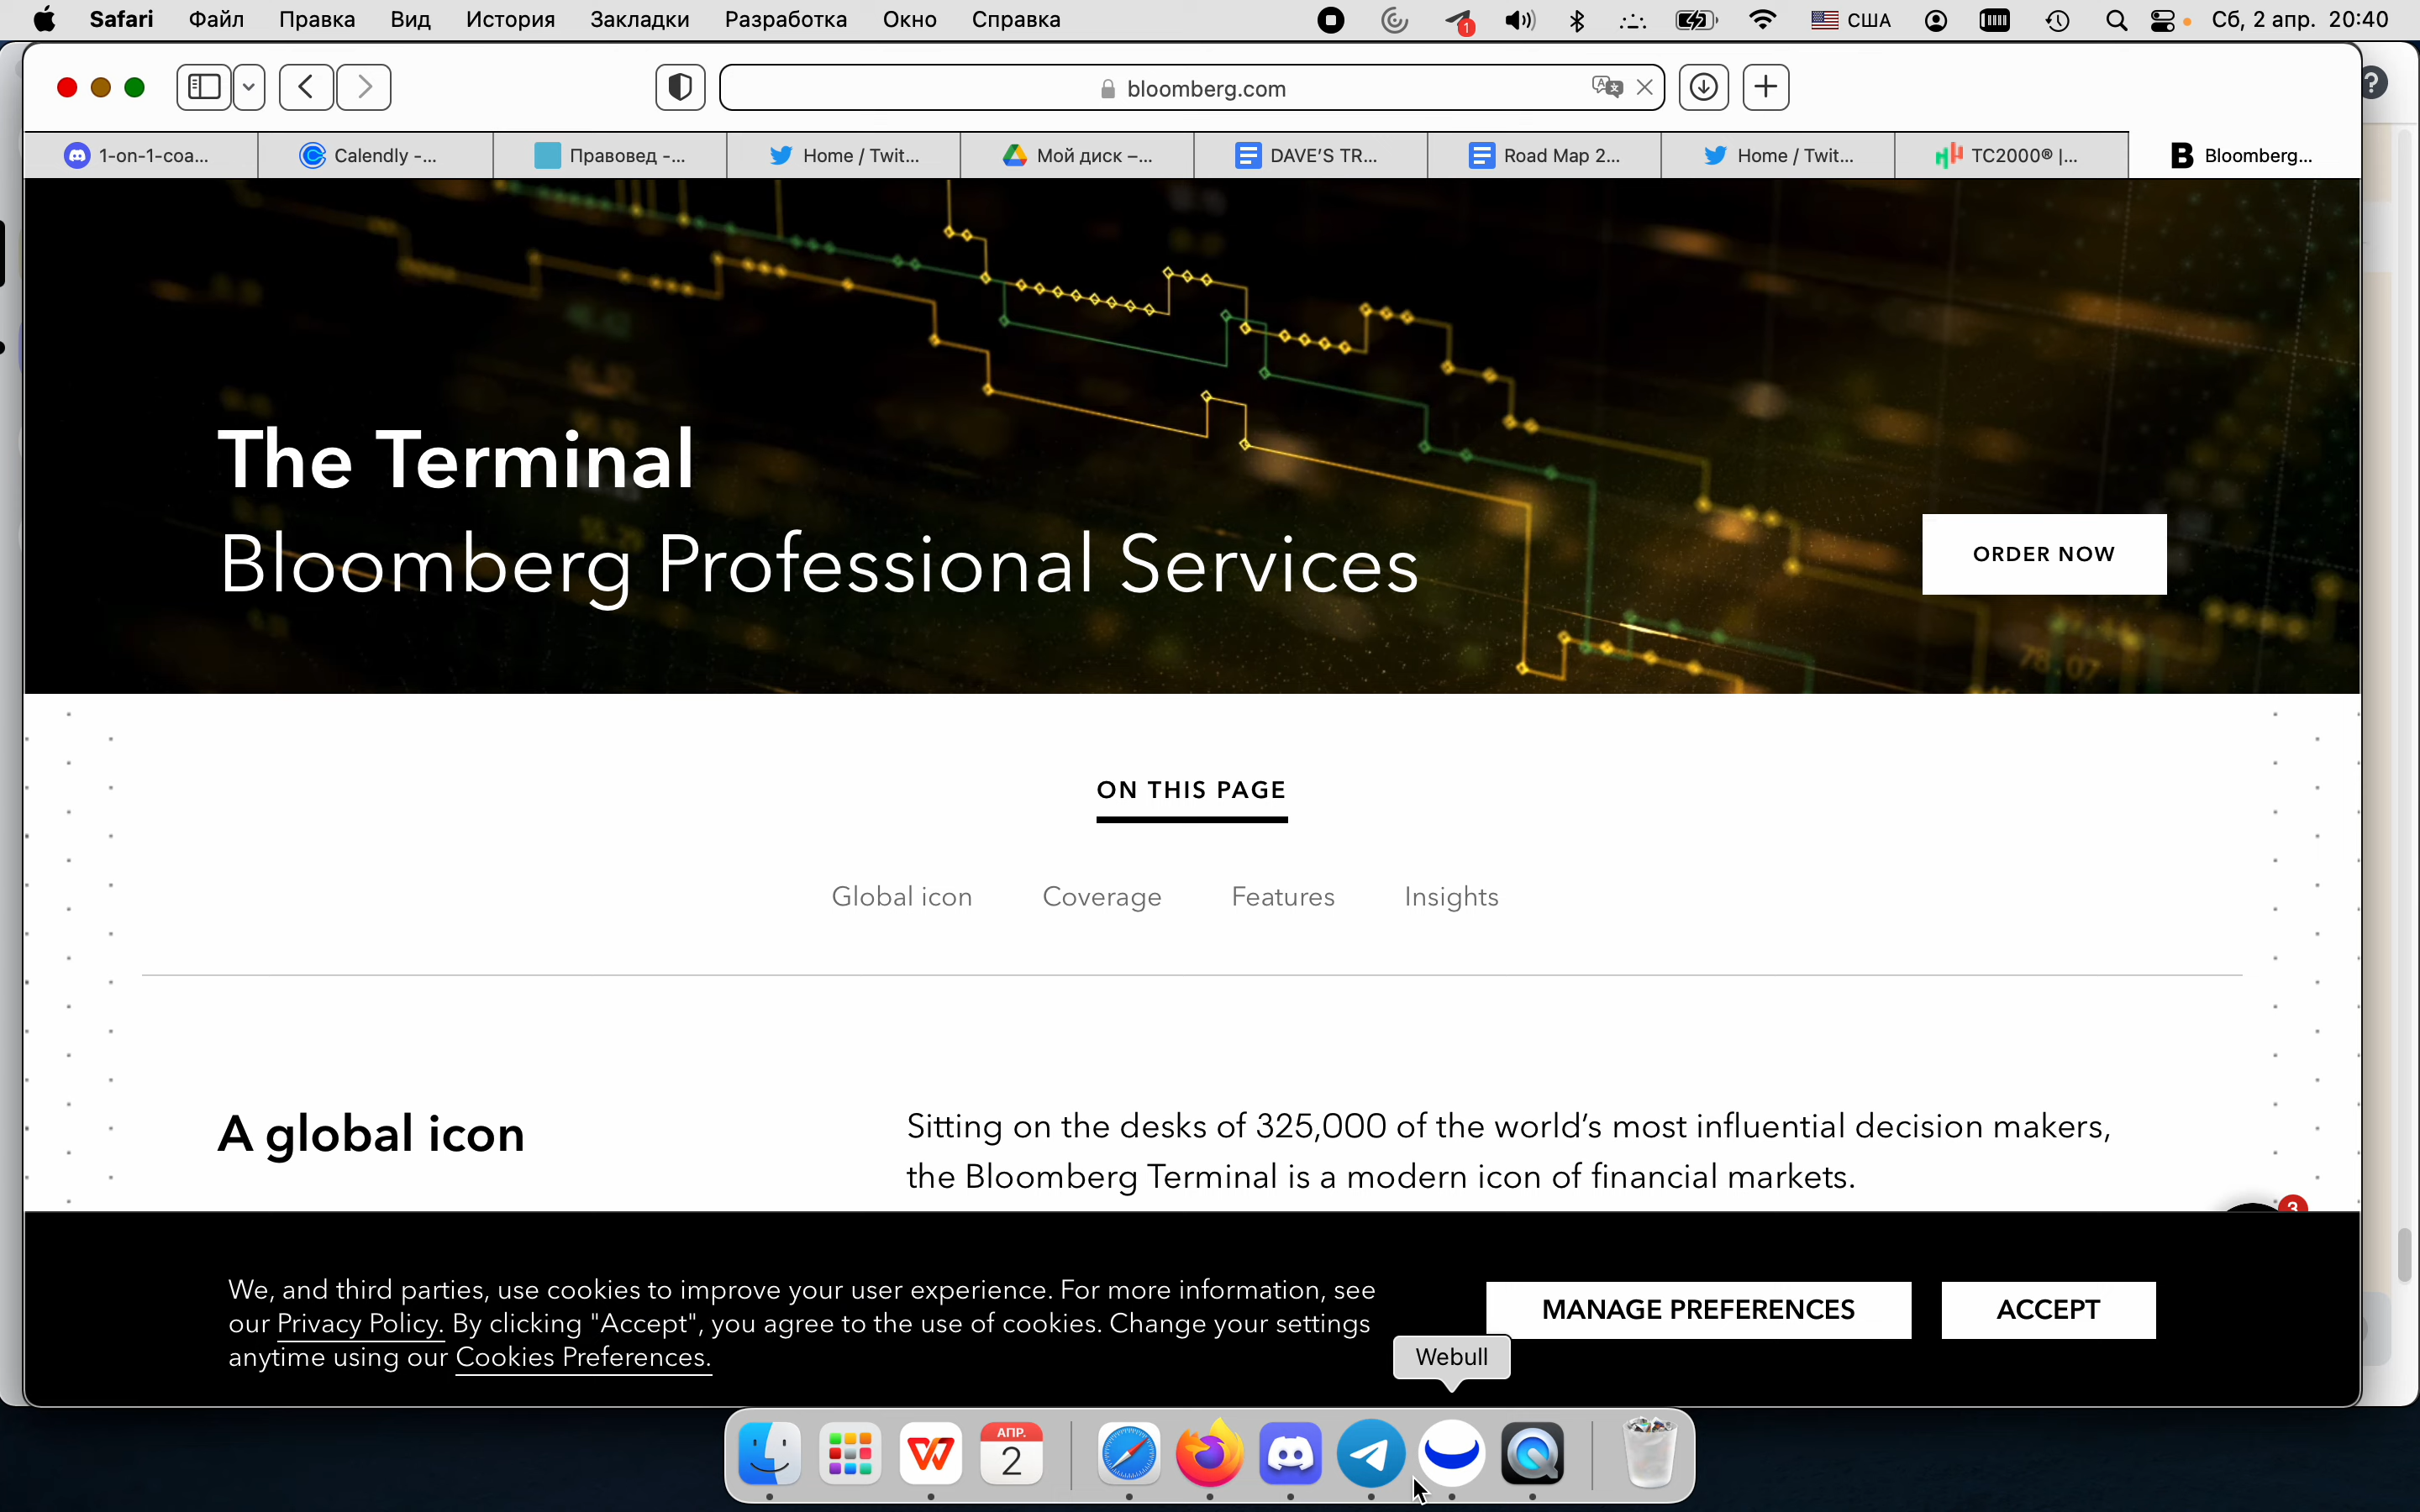 Safari Файл Правка Вид История Закладки Разработка Окно Справка 1 США Сб, 2 апр. 20:40
bloomberg.com
1-on-1-coa... Calendly -... Правовед -... Home / Twit... Мой диск –... DAVE'S TR... Road Map 2... Home / Twit... TC2000® |... Bloomberg...
The Terminal
Bloomberg Professional Services
ORDER NOW
78.07
ON THIS PAGE
Global icon Coverage Features Insights
A global icon
Sitting on the desks of 325,000 of the world's most influential decision makers,
the Bloomberg Terminal is a modern icon of financial markets.
3
We, and third parties, use cookies to improve your user experience. For more information, see
our Privacy Policy. By clicking "Accept", you agree to the use of cookies. Change your settings
anytime using our Cookies Preferences.
MANAGE PREFERENCES ACCEPT
Webull
АПР.
2